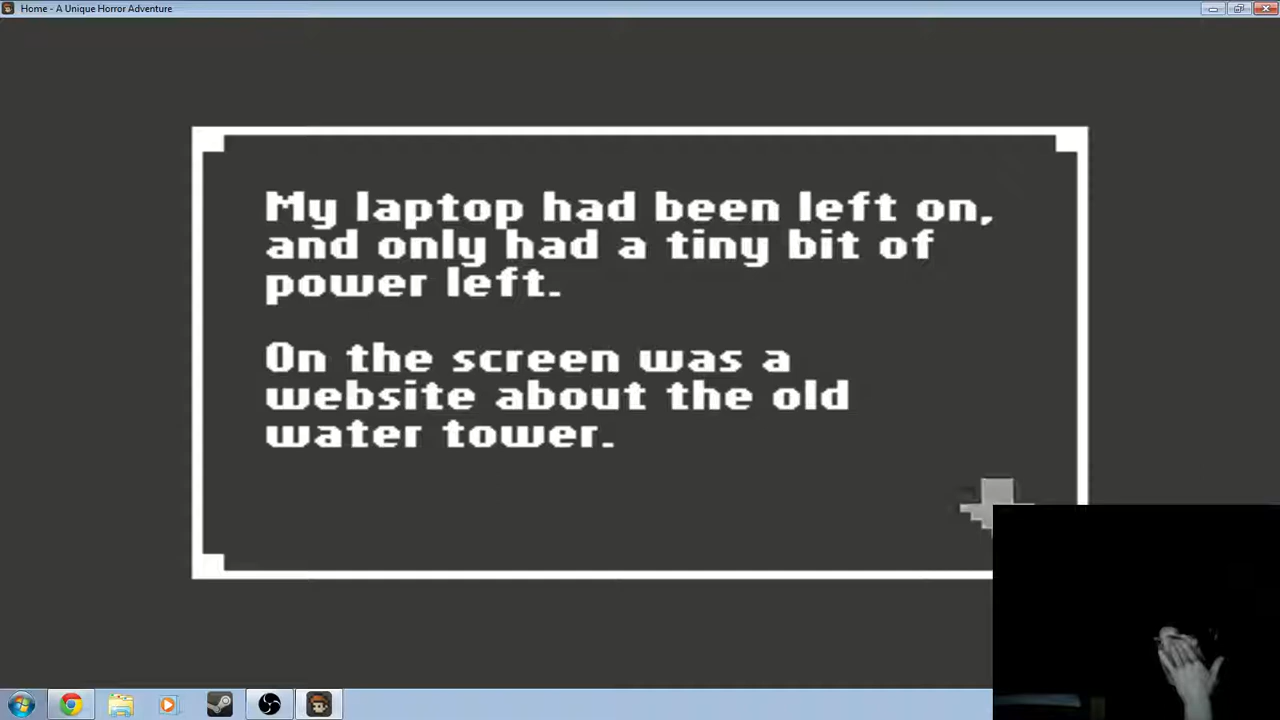 Home - A Unique Horror Adventure
My laptop had been left on,
and only had a tiny bit of
power left.
On the screen was a
website about the old
water tower.